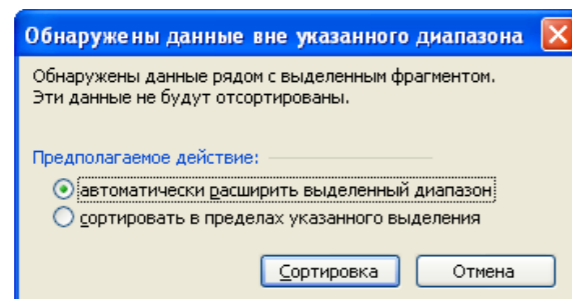 Обнаружены данные вне указанного диапазона
Обнаружены данные рядом с выделенным фрагментом.
Эти данные не будут отсортированы.
Предполагаемое действие:
автоматически расширить выделенный диапазон
сортировать в пределах указанного выделения
Сортировка Отмена